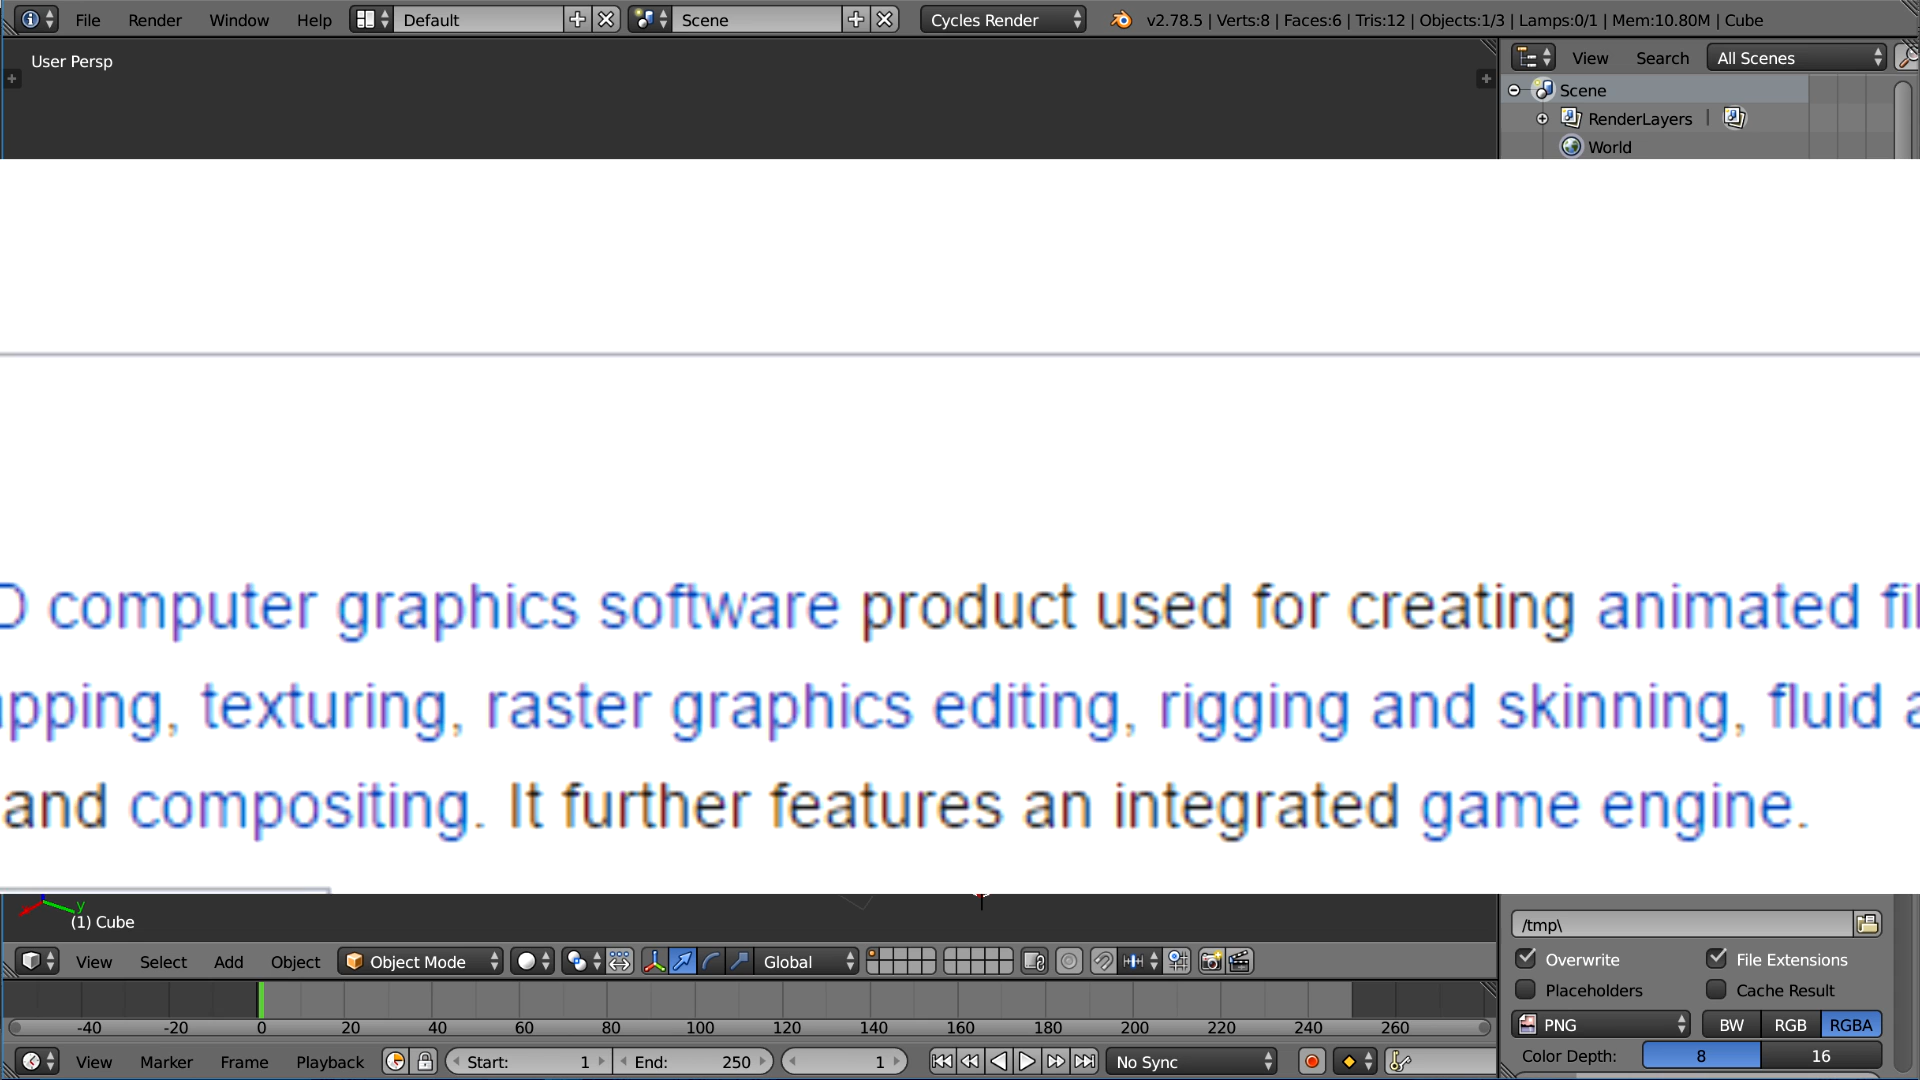 File Render Window Help Default Scene Cycles Render v2.78.5 | Verts:8 | Faces:6 | Tris:12 | Objects:1/3 | Lamps:0/1 | Mem:10.80M | Cube
User Persp
View Search All Scenes
Scene
RenderLayers
World
D computer graphics software product used for creating animated fil
apping, texturing, raster graphics editing, rigging and skinning, fluid a
and compositing. It further features an integrated game engine.
y
(1) Cube
/tmp\
View Select Add Object Object Mode Global
Overwrite File Extensions
Placeholders Cache Result
-40 -20 0 20 40 60 80 100 120 140 160 180 200 220 240 260
PNG BW RGB RGBA
View Marker Frame Playback Start: 1 End: 250 1 No Sync
Color Depth: 8 16